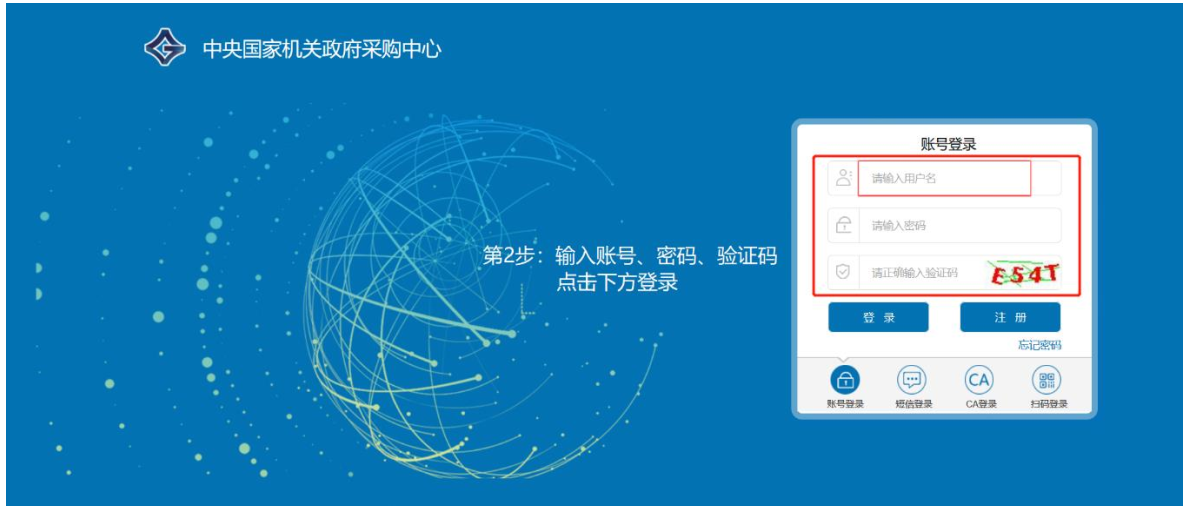 中央国家机关政府采购中心
账号登录
请输入用户名
第2步：输入账号、密码、验证码
点击下方登录
请输入密码
请正确输入验证码 E54T
登 录 注 册
忘记密码
账号登录 短信登录 CA CA登录 扫码登录